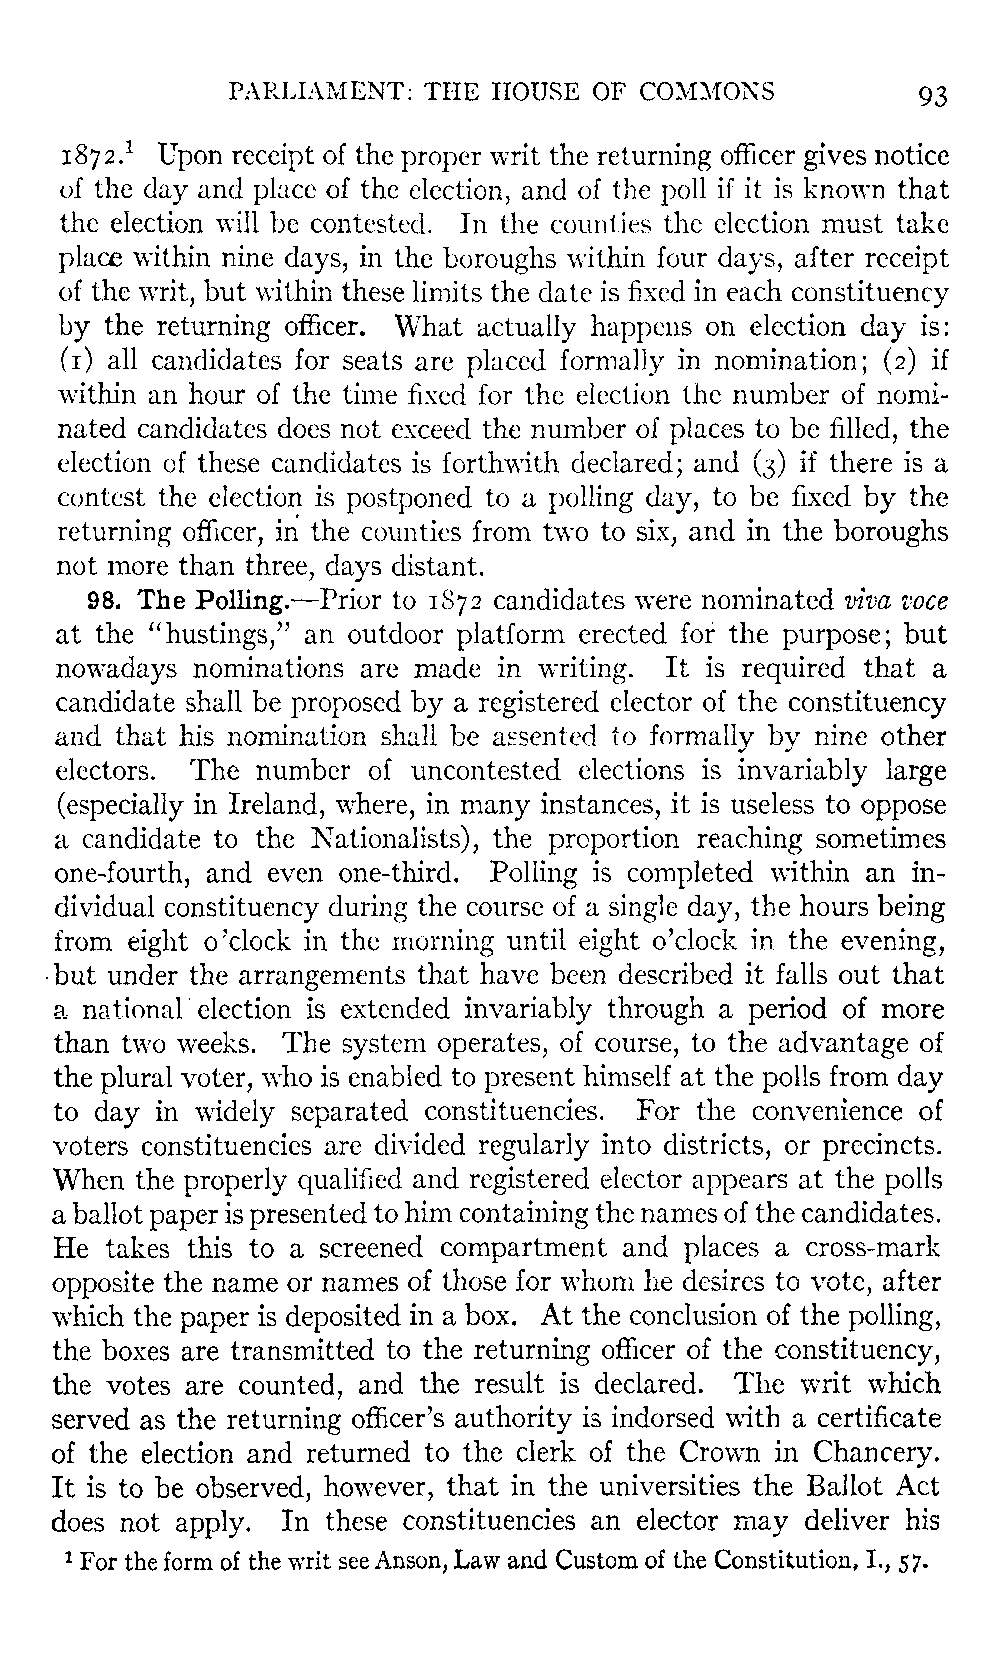 PARLIAMENT: THE HOUSE OF COMMONS 93
1872.¹ Upon receipt of the proper writ the returning officer gives notice
of the day and place of the election, and of the poll if it is known that
the election will be contested. In the counties the election must take
place within nine days, in the boroughs within four days, after receipt
of the writ, but within these limits the date is fixed in each constituency
by the returning officer. What actually happens on election day is:
(1) all candidates for seats are placed formally in nomination; (2) if
within an hour of the time fixed for the election the number of nomi-
nated candidates does not exceed the number of places to be filled, the
election of these candidates is forthwith declared; and (3) if there is a
contest the election is postponed to a polling day, to be fixed by the
returning officer, in the counties from two to six, and in the boroughs
not more than three, days distant.
98. The Polling.—Prior to 1872 candidates were nominated viva voce
at the “hustings,” an outdoor platform erected for the purpose; but
nowadays nominations are made in writing. It is required that a
candidate shall be proposed by a registered elector of the constituency
and that his nomination shall be assented to formally by nine other
electors. The number of uncontested elections is invariably large
(especially in Ireland, where, in many instances, it is useless to oppose
a candidate to the Nationalists), the proportion reaching sometimes
one-fourth, and even one-third. Polling is completed within an in-
dividual constituency during the course of a single day, the hours being
from eight o’clock in the morning until eight o’clock in the evening,
but under the arrangements that have been described it falls out that
a national election is extended invariably through a period of more
than two weeks. The system operates, of course, to the advantage of
the plural voter, who is enabled to present himself at the polls from day
to day in widely separated constituencies. For the convenience of
voters constituencies are divided regularly into districts, or precincts.
When the properly qualified and registered elector appears at the polls
a ballot paper is presented to him containing the names of the candidates.
He takes this to a screened compartment and places a cross-mark
opposite the name or names of those for whom he desires to vote, after
which the paper is deposited in a box. At the conclusion of the polling,
the boxes are transmitted to the returning officer of the constituency,
the votes are counted, and the result is declared. The writ which
served as the returning officer’s authority is indorsed with a certificate
of the election and returned to the clerk of the Crown in Chancery.
It is to be observed, however, that in the universities the Ballot Act
does not apply. In these constituencies an elector may deliver his
¹ For the form of the writ see Anson, Law and Custom of the Constitution, I., 57.